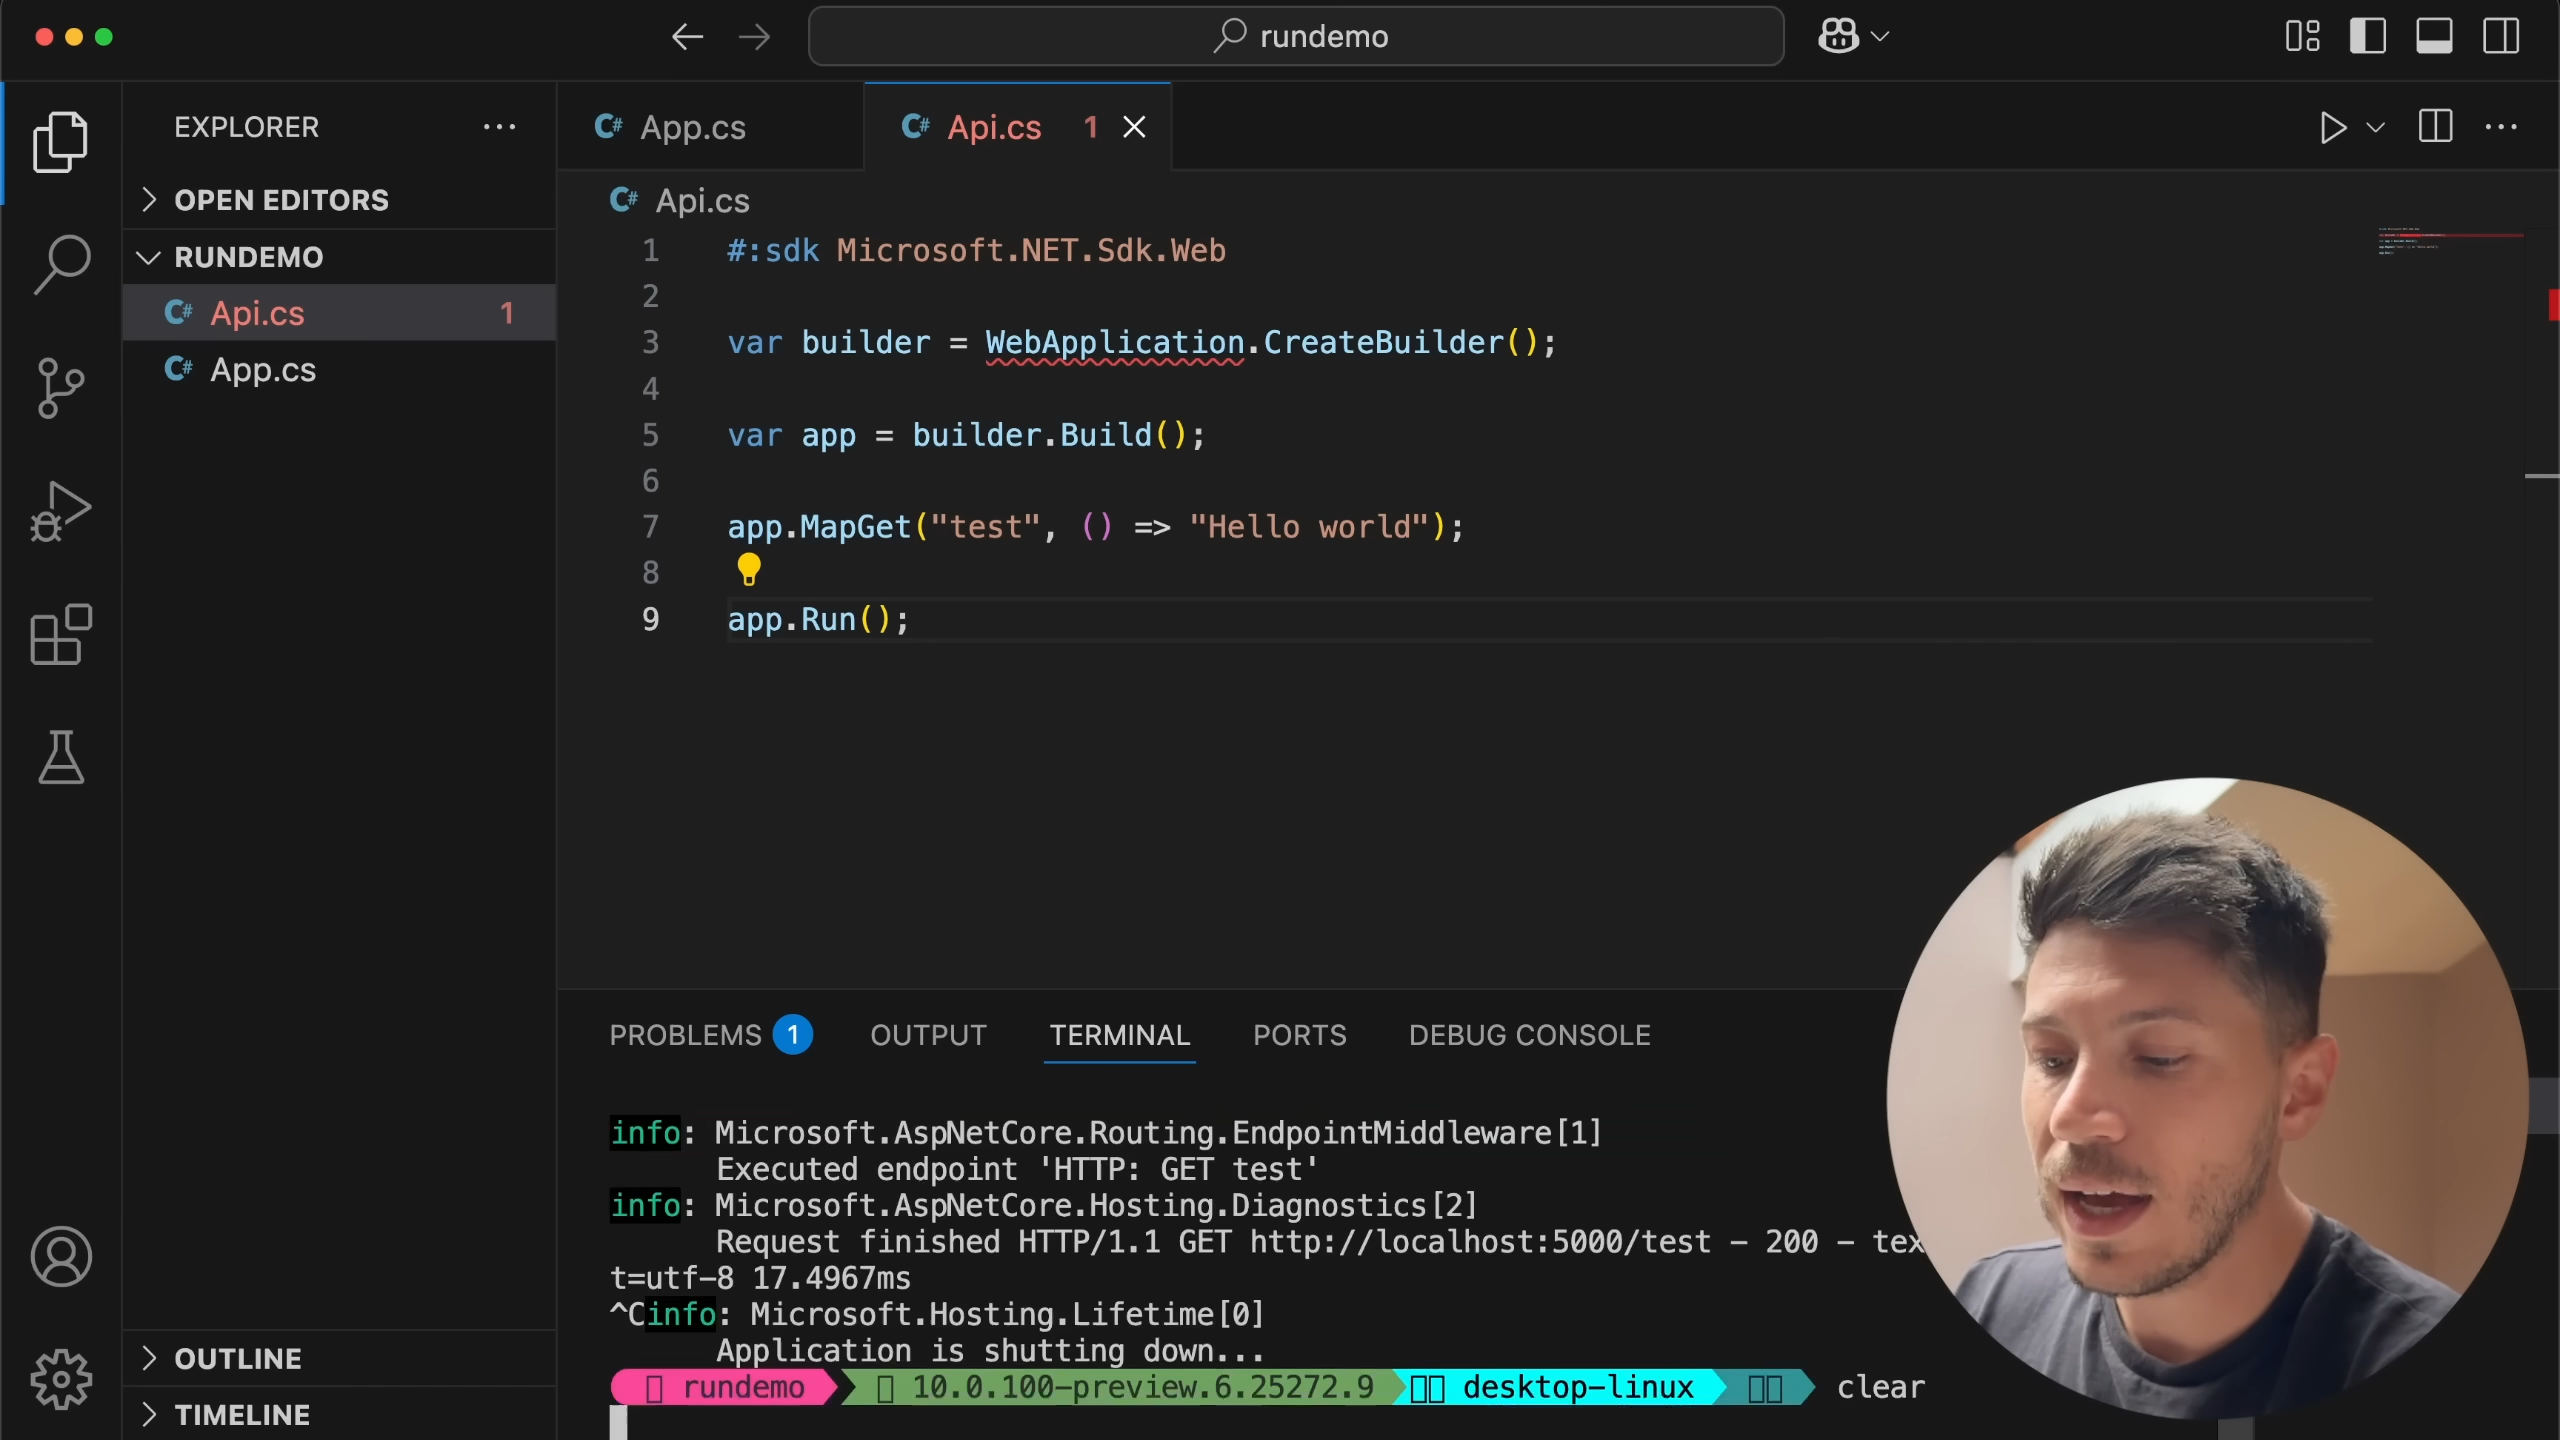 rundemo
EXPLORER
OPEN EDITORS
RUNDEMO
C# Api.cs 1
C# App.cs
OUTLINE
TIMELINE
C# App.cs
C# Api.cs 1
C# Api.cs
1 #:sdk Microsoft.NET.Sdk.Web
2
3 var builder = WebApplication.CreateBuilder();
4
5 var app = builder.Build();
6
7 app.MapGet("test", () => "Hello world");
8
9 app.Run();
PROBLEMS 1 OUTPUT TERMINAL PORTS DEBUG CONSOLE
info: Microsoft.AspNetCore.Routing.EndpointMiddleware[1]
Executed endpoint 'HTTP: GET test'
info: Microsoft.AspNetCore.Hosting.Diagnostics[2]
Request finished HTTP/1.1 GET http://localhost:5000/test - 200 - tex
t=utf-8 17.4967ms
^Cinfo: Microsoft.Hosting.Lifetime[0]
Application is shutting down...
rundemo 10.0.100-preview.6.25272.9 desktop-linux clear